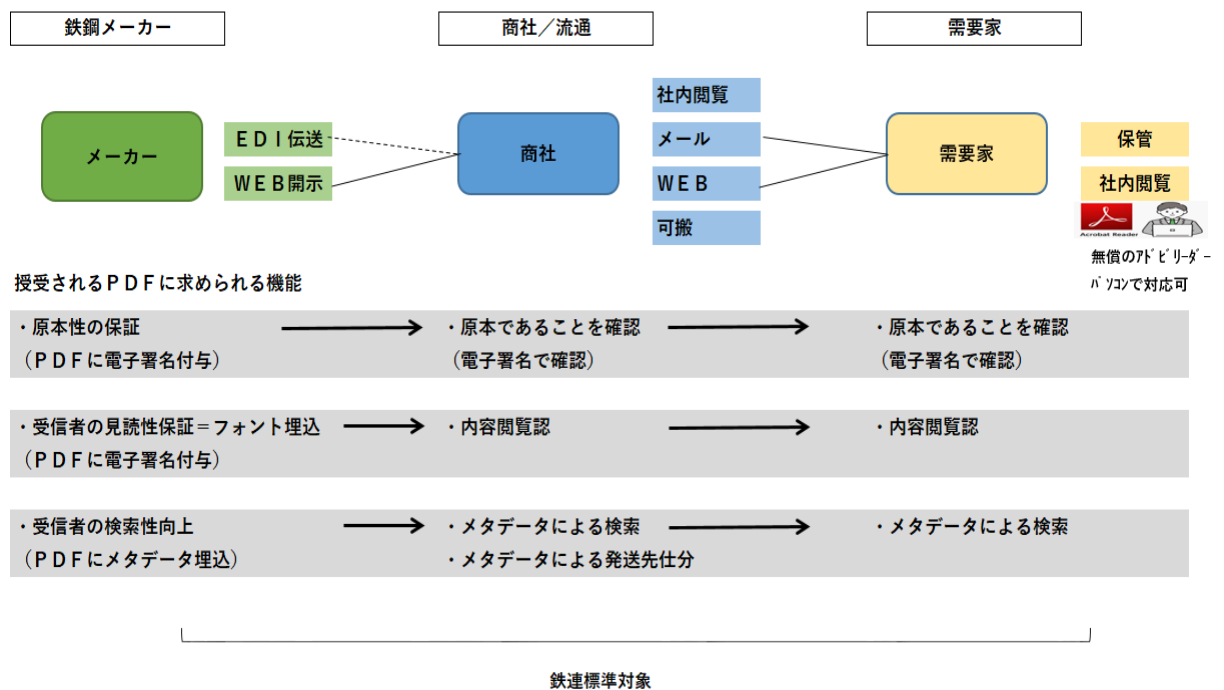 鉄鋼メーカー
商社／流通
需要家
メーカー
ＥＤＩ伝送
ＷＥＢ開示
商社
社内閲覧
メール
ＷＥＢ
可搬
需要家
保管
社内閲覧
Acrobat Reader
無償のｱﾄﾞﾋﾞﾘｰﾀﾞｰ
ﾊﾟｿｺﾝで対応可
授受されるＰＤＦに求められる機能
・原本性の保証
（ＰＤＦに電子署名付与）
・原本であることを確認
（電子署名で確認）
・原本であることを確認
（電子署名で確認）
・受信者の見読性保証＝フォント埋込
（ＰＤＦに電子署名付与）
・内容閲覧認
・内容閲覧認
・受信者の検索性向上
（ＰＤＦにメタデータ埋込）
・メタデータによる検索
・メタデータによる発送先仕分
・メタデータによる検索
鉄連標準対象